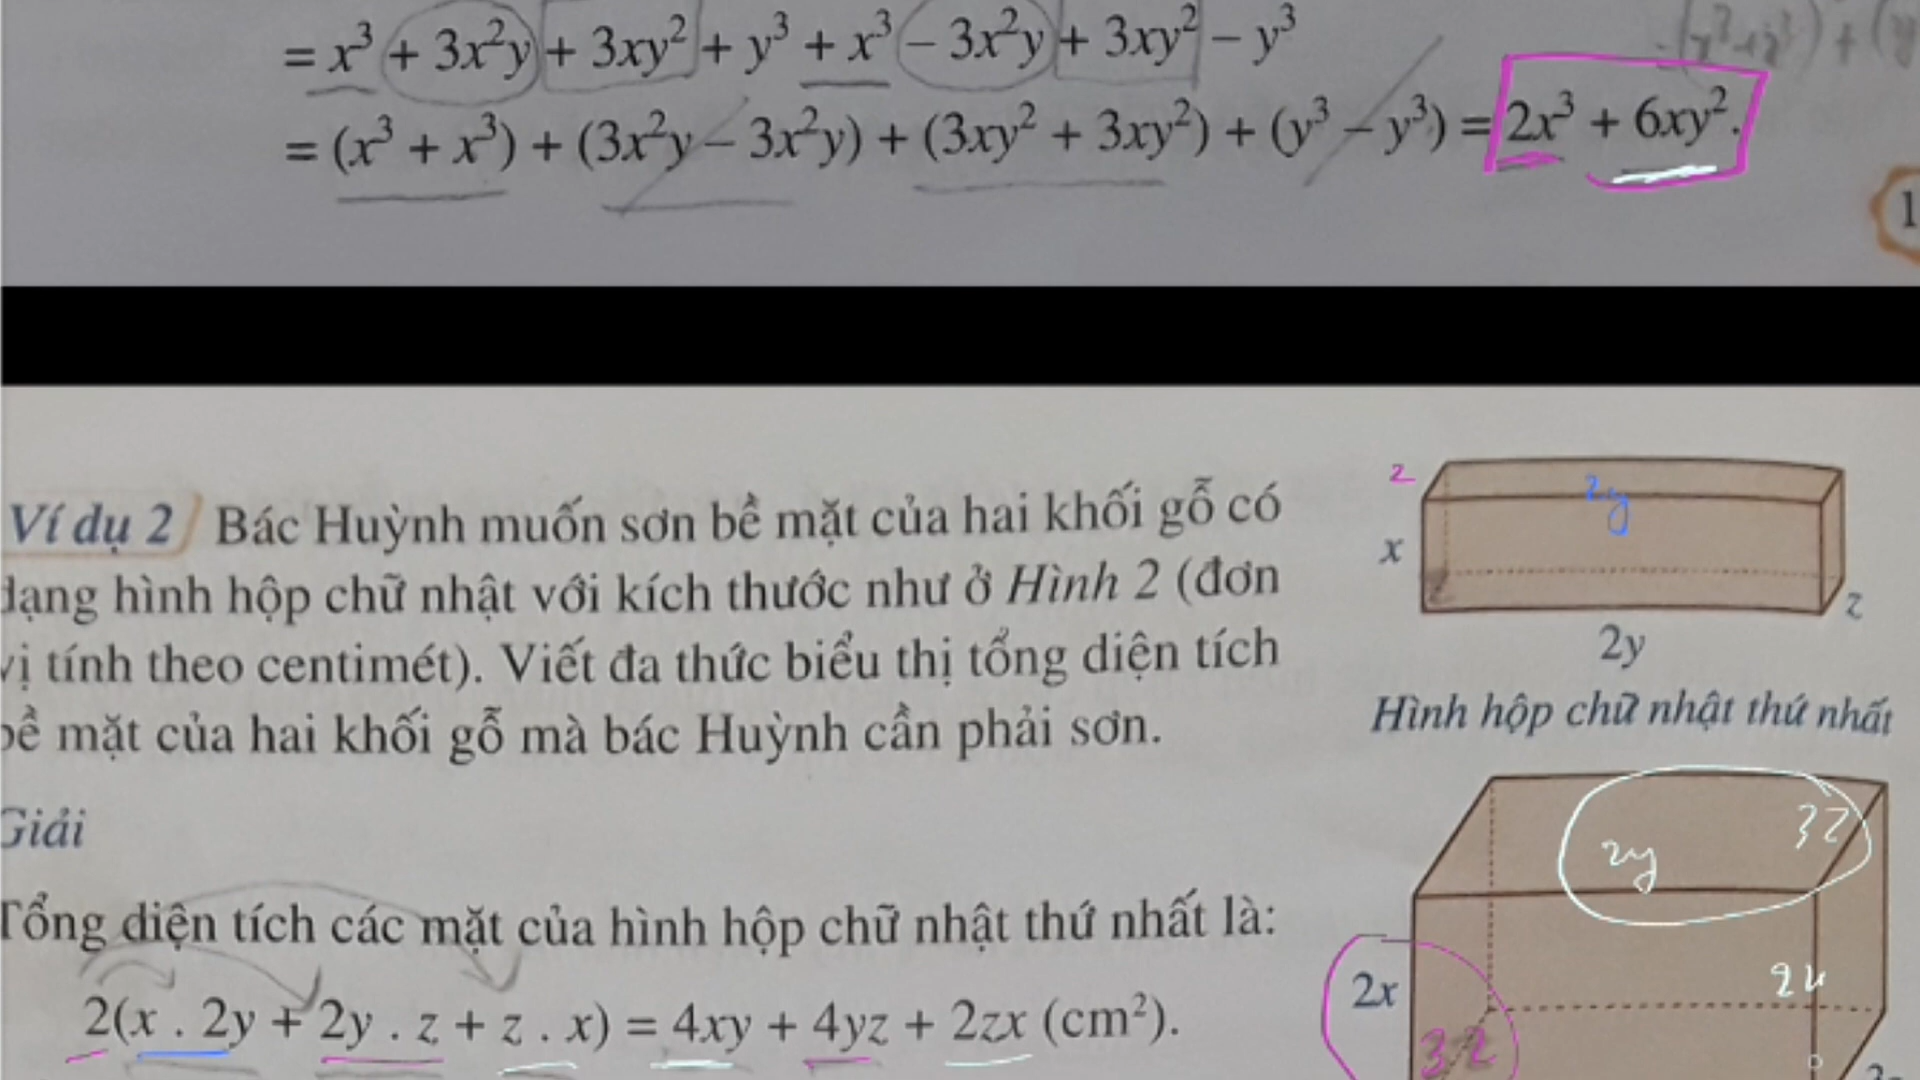 = x³ + 3x²y + 3xy² + y³ + x³ – 3x²y + 3xy² – y³
= (x³ + x³) + (3x²y – 3x²y) + (3xy² + 3xy²) + (y³ – y³) = 2x³ + 6xy².
1
Ví dụ 2 Bác Huỳnh muốn sơn bề mặt của hai khối gỗ có
dạng hình hộp chữ nhật với kích thước như ở Hình 2 (đơn
vị tính theo centimét). Viết đa thức biểu thị tổng diện tích
bề mặt của hai khối gỗ mà bác Huỳnh cần phải sơn.
Giải
Tổng diện tích các mặt của hình hộp chữ nhật thứ nhất là:
2(x . 2y + 2y . z + z . x) = 4xy + 4yz + 2zx (cm²).
z
2y
x
z
2y
Hình hộp chữ nhật thứ nhất
3z
2y
2x
3z